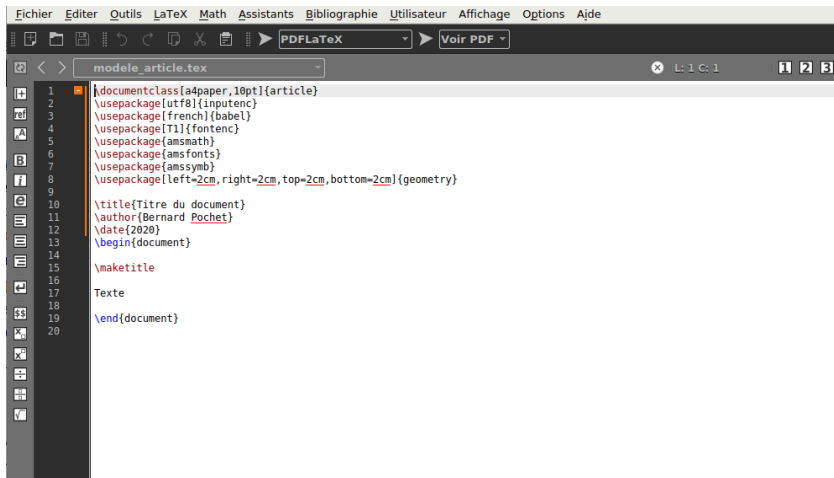 Fichier Editer Outils LaTeX Math Assistants Bibliographie Utilisateur Affichage Options Aide
PDFLaTeX Voir PDF
modele_article.tex L: 1 C: 1 1 2 3
1 \documentclass[a4paper,10pt]{article}
2 \usepackage[utf8]{inputenc}
3 \usepackage[french]{babel}
4 \usepackage[T1]{fontenc}
5 \usepackage{amsmath}
6 \usepackage{amsfonts}
7 \usepackage{amssymb}
8 \usepackage[left=2cm,right=2cm,top=2cm,bottom=2cm]{geometry}
9
10 \title{Titre du document}
11 \author{Bernard Pochet}
12 \date{2020}
13 \begin{document}
14
15 \maketitle
16
17 Texte
18
19 \end{document}
20